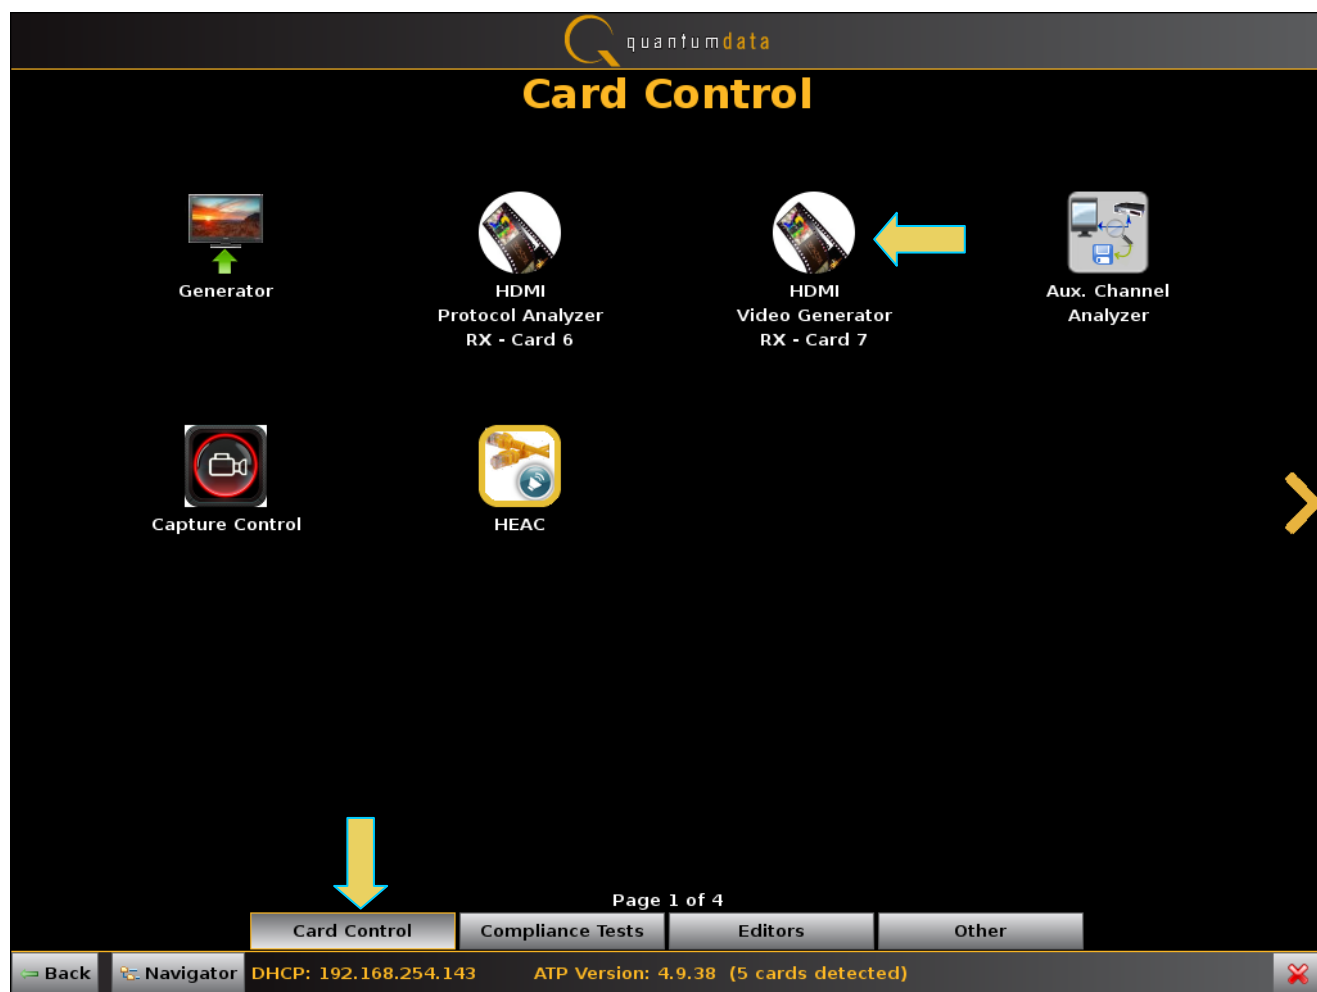 quantumdata
Card Control
Generator
HDMI
Protocol Analyzer
RX - Card 6
HDMI
Video Generator
RX - Card 7
Aux. Channel
Analyzer
Capture Control
HEAC
Page 1 of 4
Card Control
Compliance Tests
Editors
Other
Back
Navigator
DHCP: 192.168.254.143
ATP Version: 4.9.38 (5 cards detected)